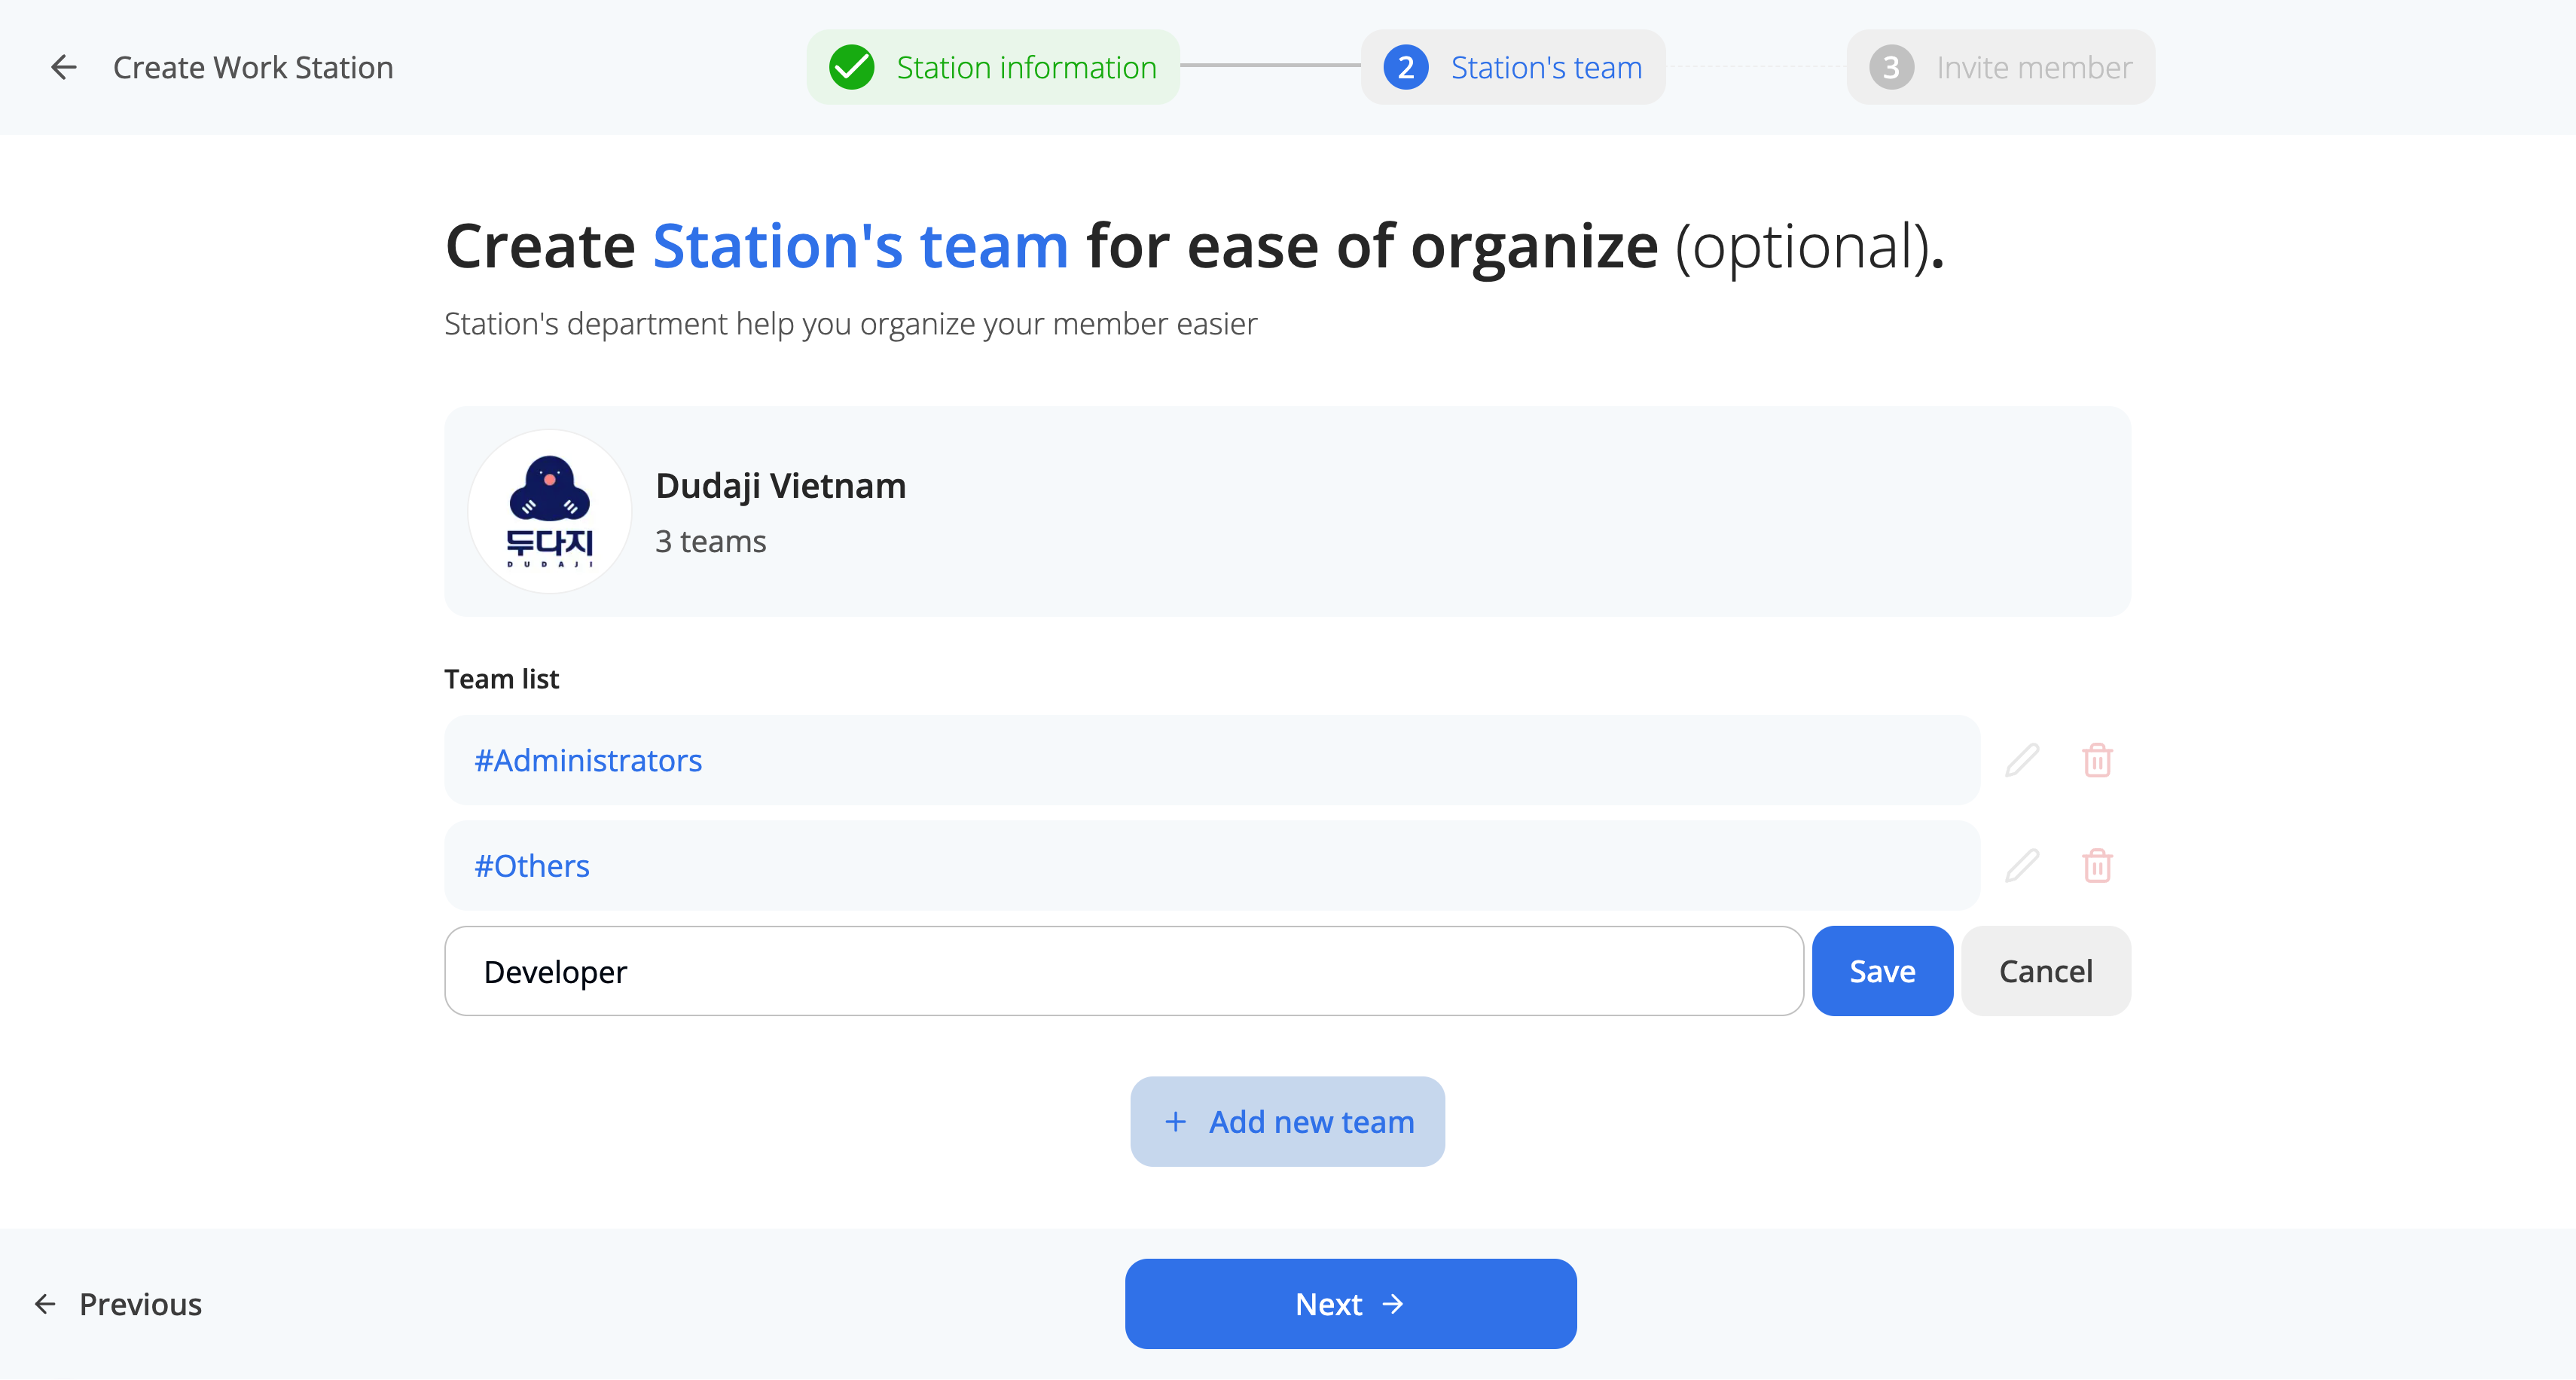 Create Work Station
Station information
2 Station's team
3 Invite member
Create Station's team for ease of organize (optional).
Station's department help you organize your member easier
두다지
DUDAJI
Dudaji Vietnam
3 teams
Team list
#Administrators
#Others
Developer
Save
Cancel
+ Add new team
Previous
Next